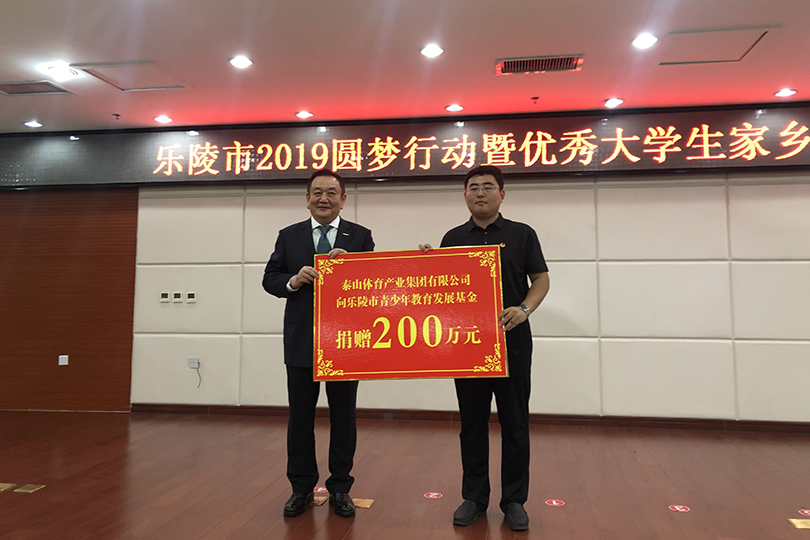 乐陵市2019圆梦行动暨优秀大学生家乡
泰山体育产业集团有限公司
向乐陵市青少年教育发展基金
捐赠200万元